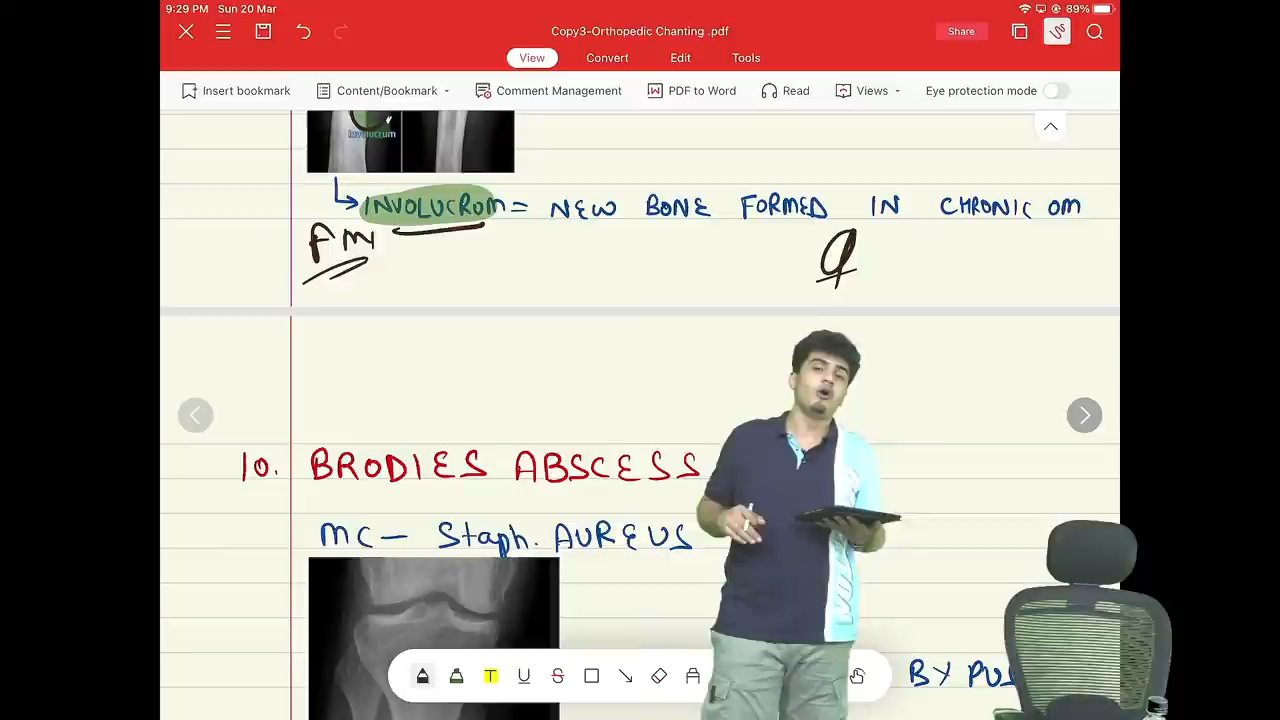 9:29 PM Sun 20 Mar
89%
Copy3-Orthopedic Chanting .pdf
Share
View Convert Edit Tools
Insert bookmark Content/Bookmark Comment Management PDF to Word Read Views Eye protection mode
Involucrum
INVOLUCRUM = NEW BONE FORMED IN CHRONIC OM
10. BRODIES ABSCESS
MC - Staph. AUREUS
T U S
BY PUS